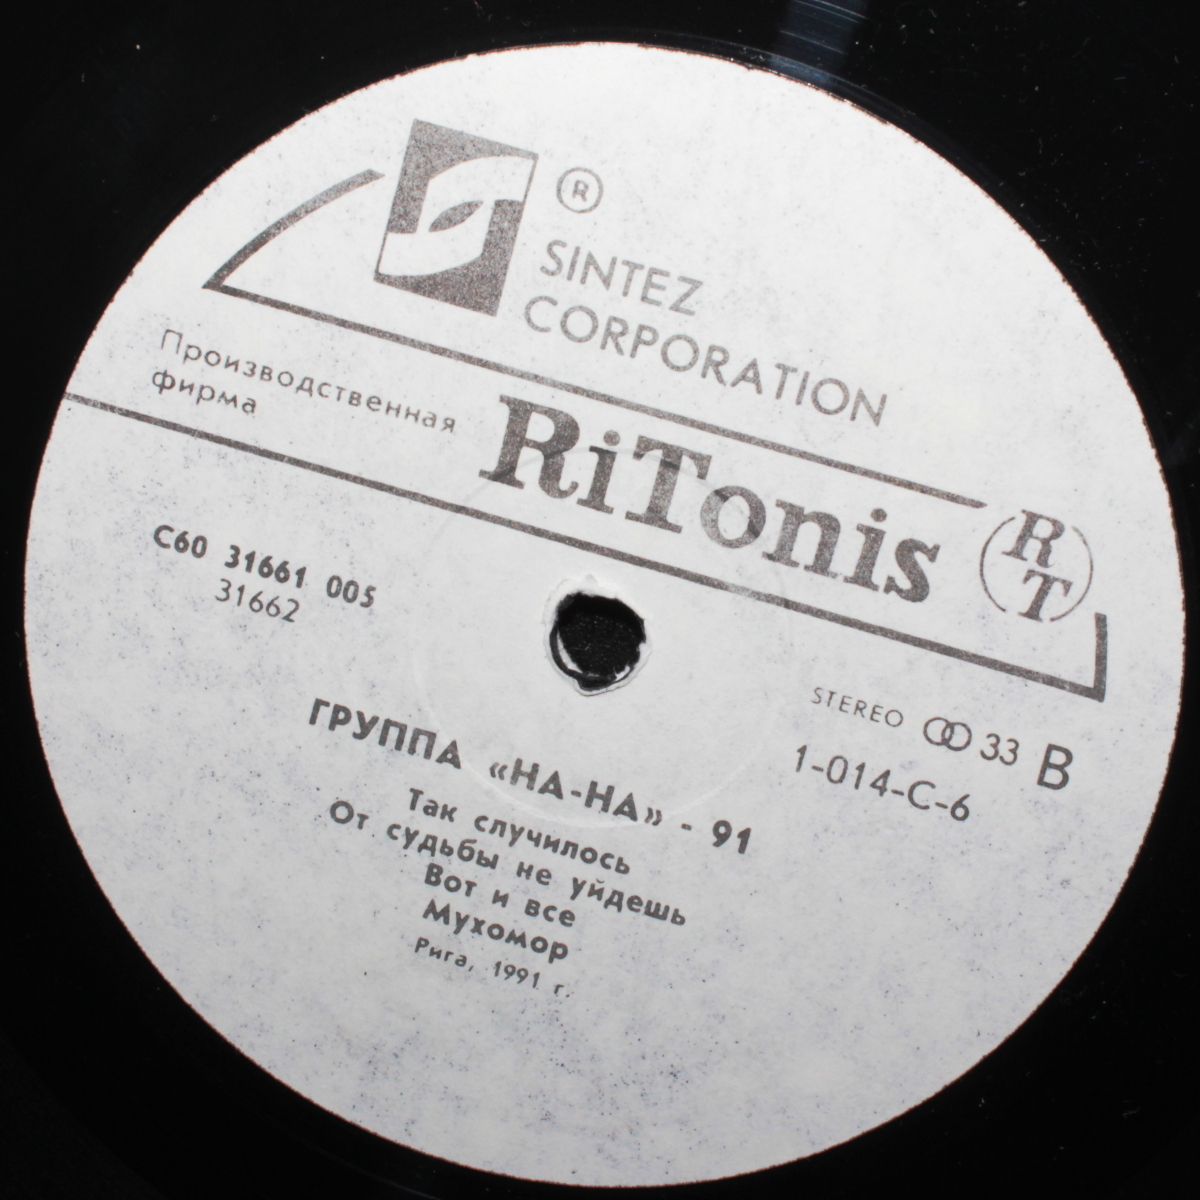 ®
SINTEZ
CORPORATION
Производственная
фирма
RiTonis
RT
С60 31661 005
31662
STEREO 33 B
1-014-C-6
ГРУППА «НА-НА» - 91
Так случилось
От судьбы не уйдешь
Вот и все
Мухомор
Рига, 1991 г.